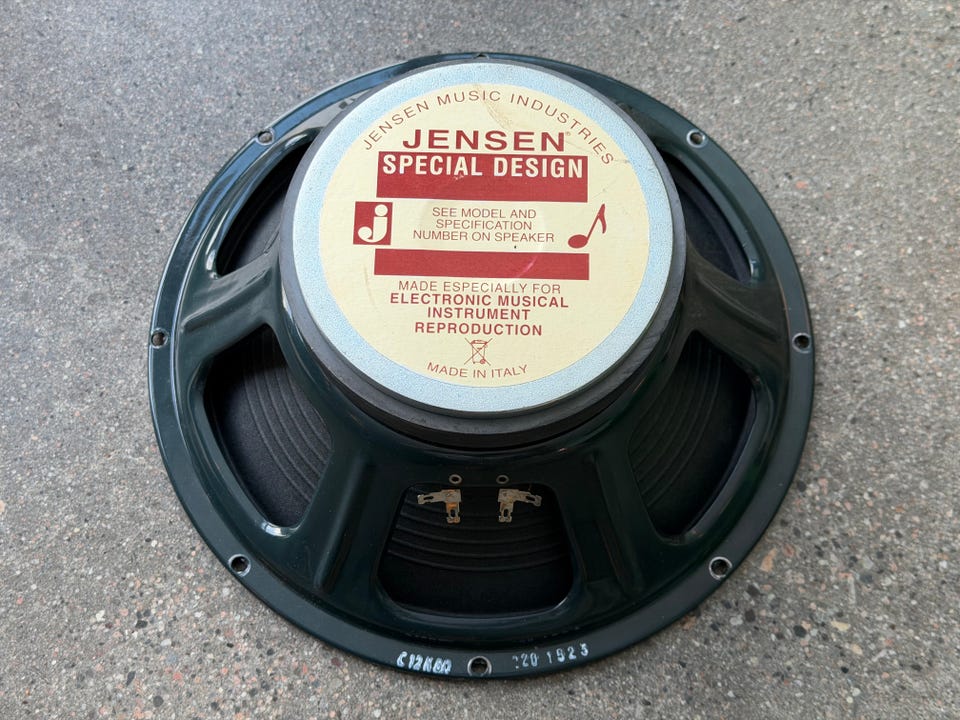 JENSEN MUSIC INDUSTRIES
JENSEN®
SPECIAL DESIGN
j
SEE MODEL AND
SPECIFICATION
NUMBER ON SPEAKER
MADE ESPECIALLY FOR
ELECTRONIC MUSICAL
INSTRUMENT
REPRODUCTION
MADE IN ITALY